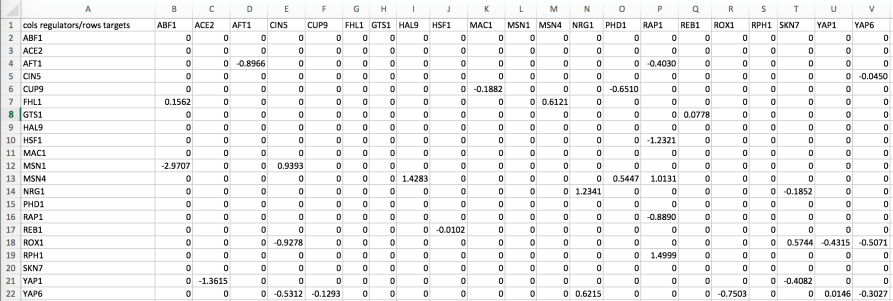 A B C D E F G H I J K L M N O P Q R S T U V
1 cols regulators/rows targets ABF1 ACE2 AFT1 CIN5 CUP9 FHL1 GTS1 HAL9 HSF1 MAC1 MSN1 MSN4 NRG1 PHD1 RAP1 REB1 ROX1 RPH1 SKN7 YAP1 YAP6
2 ABF1 0 0 0 0 0 0 0 0 0 0 0 0 0 0 0 0 0 0 0 0 0
3 ACE2 0 0 0 0 0 0 0 0 0 0 0 0 0 0 0 0 0 0 0 0 0
4 AFT1 0 0 -0.8966 0 0 0 0 0 0 0 0 0 0 0 -0.4030 0 0 0 0 0 0
5 CIN5 0 0 0 0 0 0 0 0 0 0 0 0 0 0 0 0 0 0 0 0 -0.0450
6 CUP9 0 0 0 0 0 0 0 0 0 -0.1882 0 0 0 -0.6510 0 0 0 0 0 0 0
7 FHL1 0.1562 0 0 0 0 0 0 0 0 0 0 0.6121 0 0 0 0 0 0 0 0 0
8 GTS1 0 0 0 0 0 0 0 0 0 0 0 0 0 0 0 0.0778 0 0 0 0 0
9 HAL9 0 0 0 0 0 0 0 0 0 0 0 0 0 0 0 0 0 0 0 0 0
10 HSF1 0 0 0 0 0 0 0 0 0 0 0 0 0 0 -1.2321 0 0 0 0 0 0
11 MAC1 0 0 0 0 0 0 0 0 0 0 0 0 0 0 0 0 0 0 0 0 0
12 MSN1 -2.9707 0 0 0.9393 0 0 0 0 0 0 0 0 0 0 0 0 0 0 0 0 0
13 MSN4 0 0 0 0 0 0 0 1.4283 0 0 0 0 0 0.5447 1.0131 0 0 0 0 0 0
14 NRG1 0 0 0 0 0 0 0 0 0 0 0 0 1.2341 0 0 0 0 0 -0.1852 0 0
15 PHD1 0 0 0 0 0 0 0 0 0 0 0 0 0 0 0 0 0 0 0 0 0
16 RAP1 0 0 0 0 0 0 0 0 0 0 0 0 0 0 -0.8890 0 0 0 0 0 0
17 REB1 0 0 0 0 0 0 0 0 -0.0102 0 0 0 0 0 0 0 0 0 0 0 0
18 ROX1 0 0 0 -0.9278 0 0 0 0 0 0 0 0 0 0 0 0 0 0 0.5744 -0.4315 -0.5071
19 RPH1 0 0 0 0 0 0 0 0 0 0 0 0 0 0 1.4999 0 0 0 0 0 0
20 SKN7 0 0 0 0 0 0 0 0 0 0 0 0 0 0 0 0 0 0 0 0 0
21 YAP1 0 -1.3615 0 0 0 0 0 0 0 0 0 0 0 0 0 0 0 0 -0.4082 0 0
22 YAP6 0 0 0 -0.5312 -0.1293 0 0 0 0 0 0 0 0.6215 0 0 0 -0.7503 0 0 0.0146 -0.3027